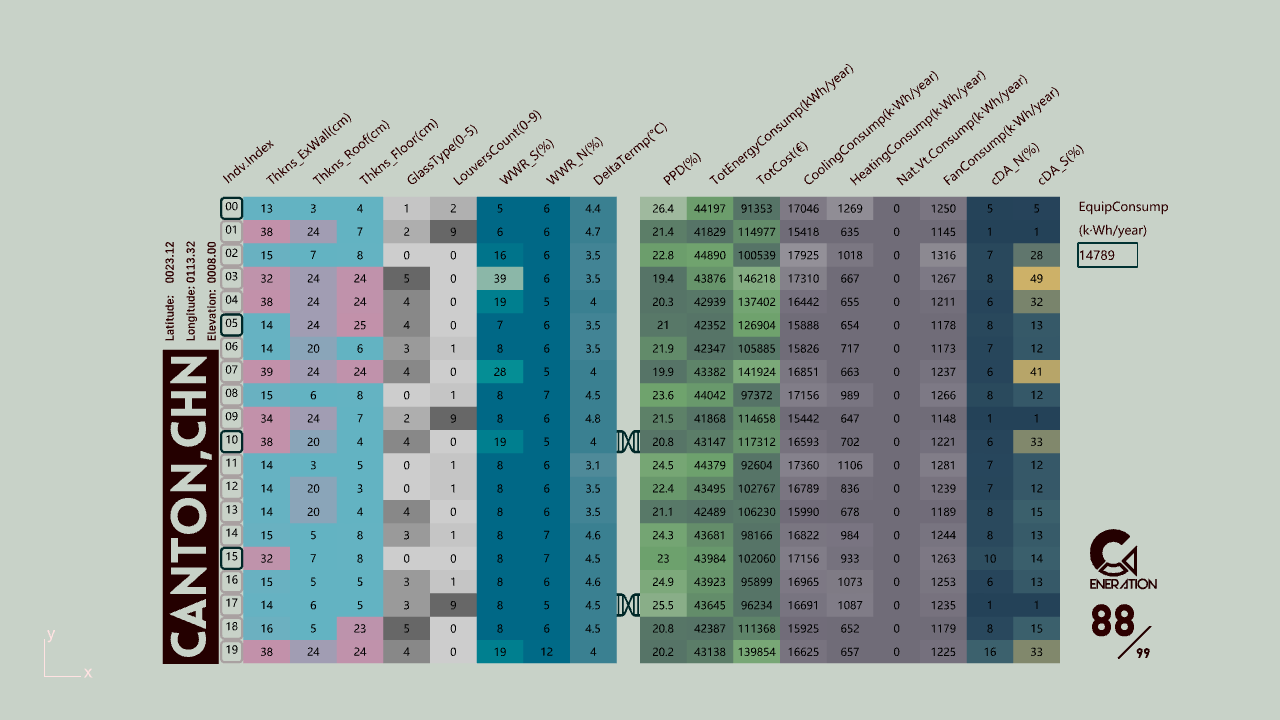 Indv.Index Thkns_ExWall(cm) Thkns_Roof(cm) Thkns_Floor(cm) GlassType(0-5) LouversCount(0-9) WWR_S(%) WWR_N(%) DeltaTermp(°C) PPD(%) TotEnergyConsump(kWh/year) TotCost(€) CoolingConsump(k·Wh/year) HeatingConsump(k·Wh/year) Nat.Vt.Consump(k·Wh/year) FanConsump(k·Wh/year) cDA_N(%) cDA_S(%)
00 13 3 4 1 2 5 6 4.4 26.4 44197 91353 17046 1269 0 1250 5 5
01 38 24 7 2 9 6 6 4.7 21.4 41829 114977 15418 635 0 1145 1 1
02 15 7 8 0 0 16 6 3.5 22.8 44890 100539 17925 1018 0 1316 7 28
03 32 24 24 5 0 39 6 3.5 19.4 43876 146218 17310 667 0 1267 8 49
04 38 24 24 4 0 19 5 4 20.3 42939 137402 16442 655 0 1211 6 32
05 14 24 25 4 0 7 6 3.5 21 42352 126904 15888 654 0 1178 8 13
06 14 20 6 3 1 8 6 3.5 21.9 42347 105885 15826 717 0 1173 7 12
07 39 24 24 4 0 28 5 4 19.9 43382 141924 16851 663 0 1237 6 41
08 15 6 8 0 1 8 7 4.5 23.6 44042 97372 17156 989 0 1266 8 12
09 34 24 7 2 9 8 6 4.8 21.5 41868 114658 15442 647 0 1148 1 1
10 38 20 4 4 0 19 5 4 20.8 43147 117312 16593 702 0 1221 6 33
11 14 3 5 0 1 8 6 3.1 24.5 44379 92604 17360 1106 0 1281 7 12
12 14 20 3 0 1 8 6 3.5 22.4 43495 102767 16789 836 0 1239 7 12
13 14 20 4 4 0 8 6 3.5 21.1 42489 106230 15990 678 0 1189 8 15
14 15 5 8 3 1 8 7 4.6 24.3 43681 98166 16822 984 0 1244 8 13
15 32 7 8 0 0 8 7 4.5 23 43984 102060 17156 933 0 1263 10 14
16 15 5 5 3 1 8 6 4.6 24.9 43923 95899 16965 1073 0 1253 6 13
17 14 6 5 3 9 8 5 4.5 25.5 43645 96234 16691 1087 0 1235 1 1
18 16 5 23 5 0 8 6 4.5 20.8 42387 111368 15925 652 0 1179 8 15
19 38 24 24 4 0 19 12 4 20.2 43138 139854 16625 657 0 1225 16 33
Latitude: 0023.12
Longitude: 0113.32
Elevation: 0008.00
CANTON,CHN
EquipConsump
(k·Wh/year)
14789
ENERATION
88/99
y
x